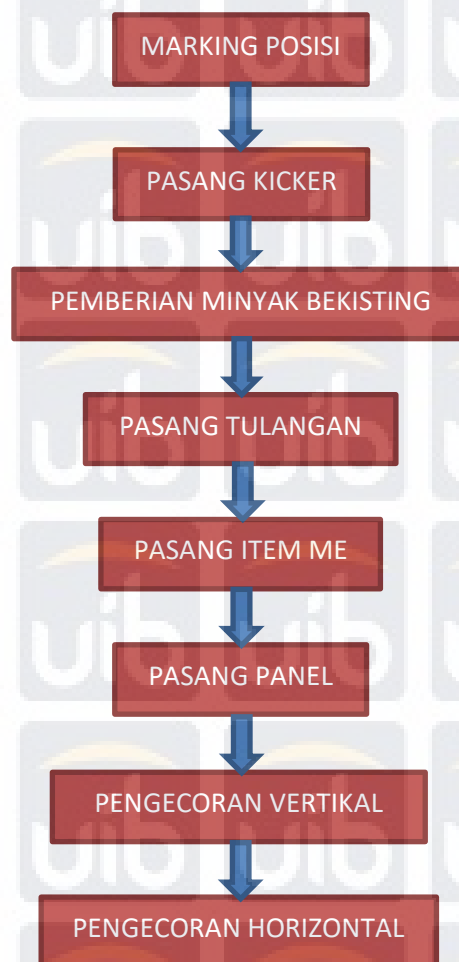 MARKING POSISI
PASANG KICKER
PEMBERIAN MINYAK BEKISTING
PASANG TULANGAN
PASANG ITEM ME
PASANG PANEL
PENGECORAN VERTIKAL
PENGECORAN HORIZONTAL